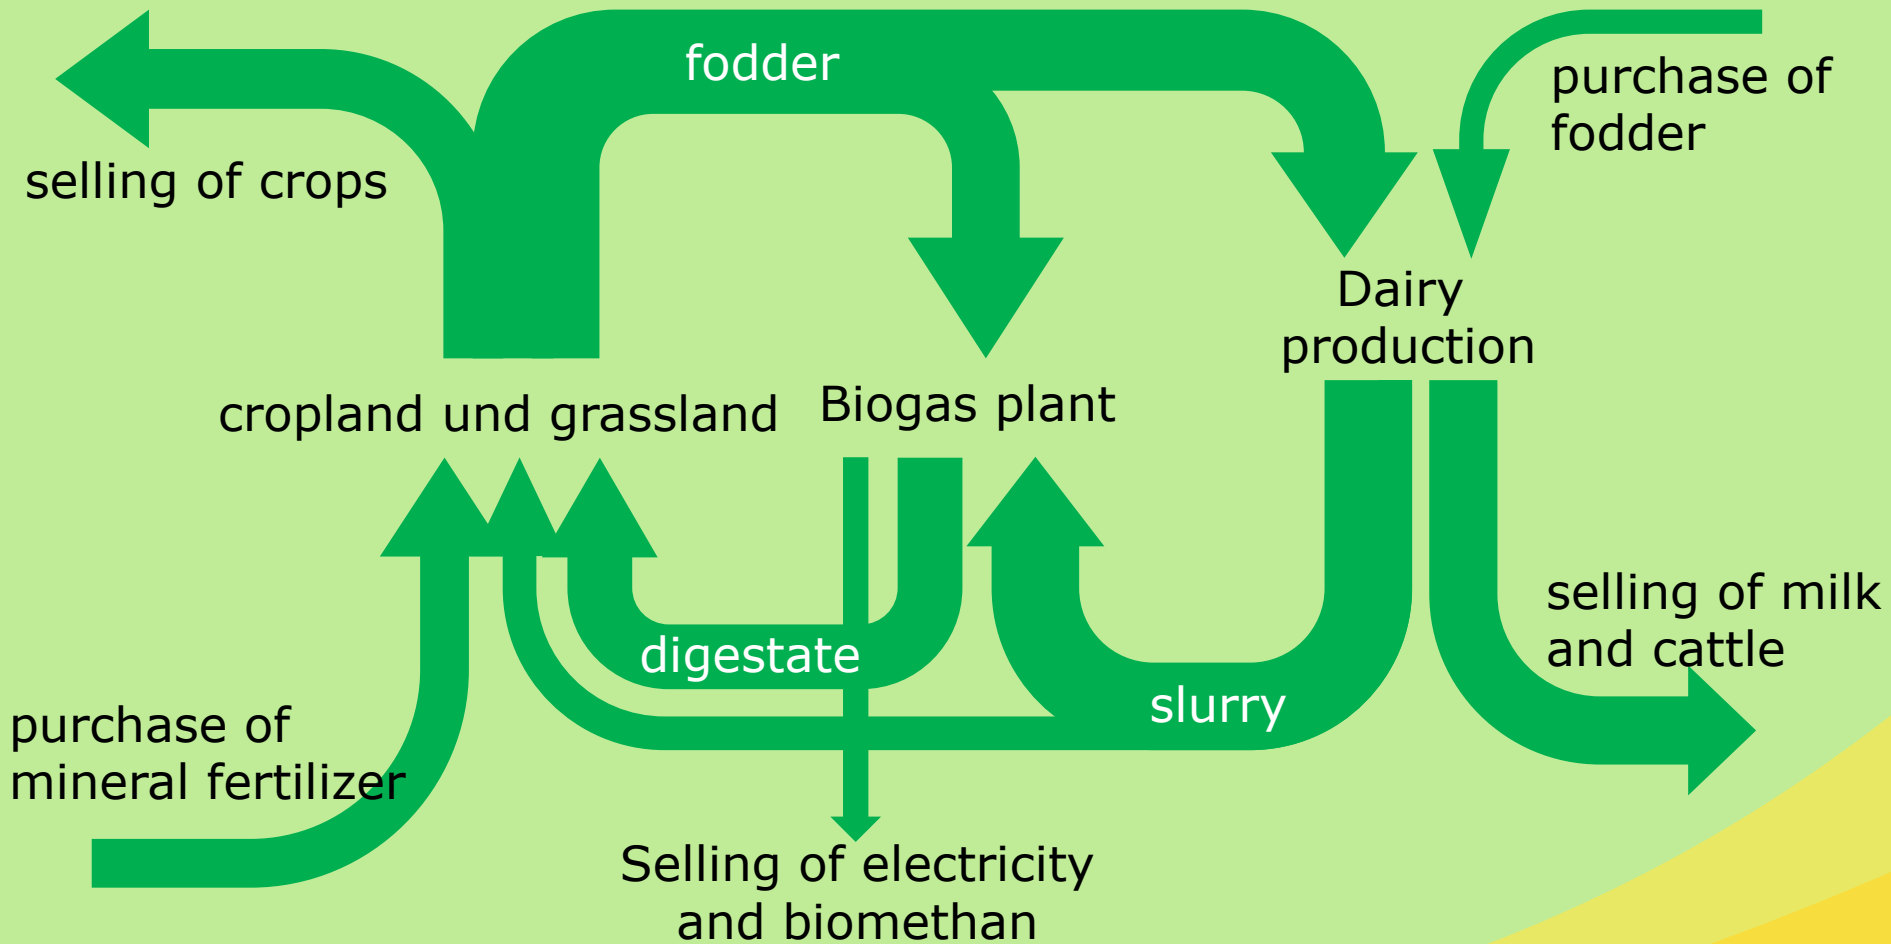 fodder
purchase of
fodder
selling of crops
Dairy
production
cropland und grassland
Biogas plant
selling of milk
and cattle
digestate
slurry
purchase of
mineral fertilizer
Selling of electricity
and biomethan